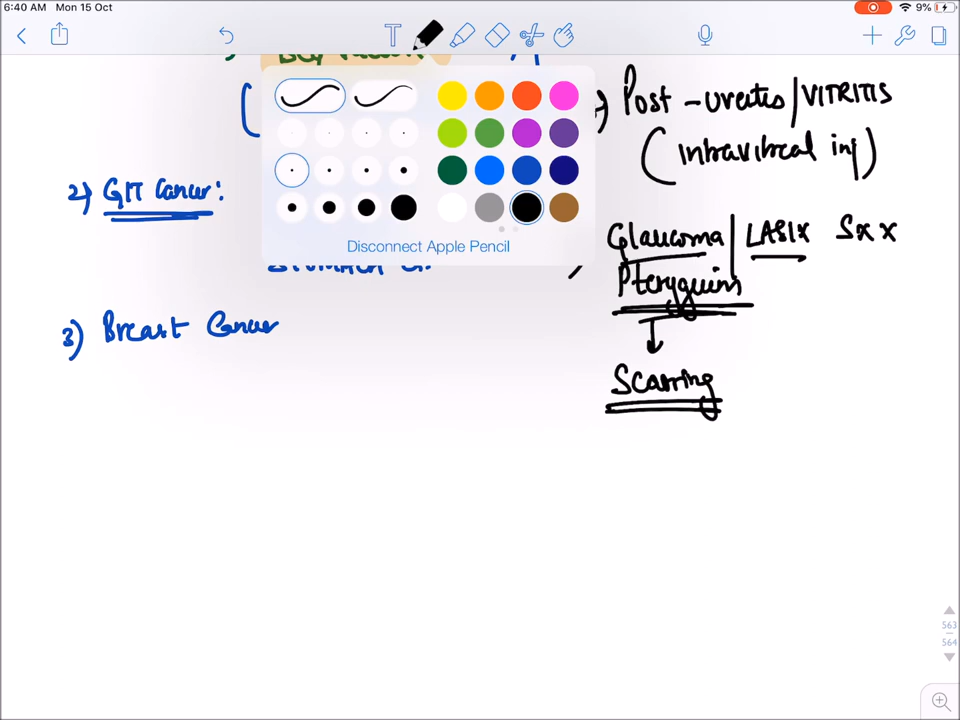 6:40 AM Mon 15 Oct
9%
T
Post - uveitis / VITRITIS
(intravitreal inj)
2) GIT Cancer:
Glaucoma | LASIX Sx x
Pterygium
Disconnect Apple Pencil
3) Breast Cancer
Scarring
563
564